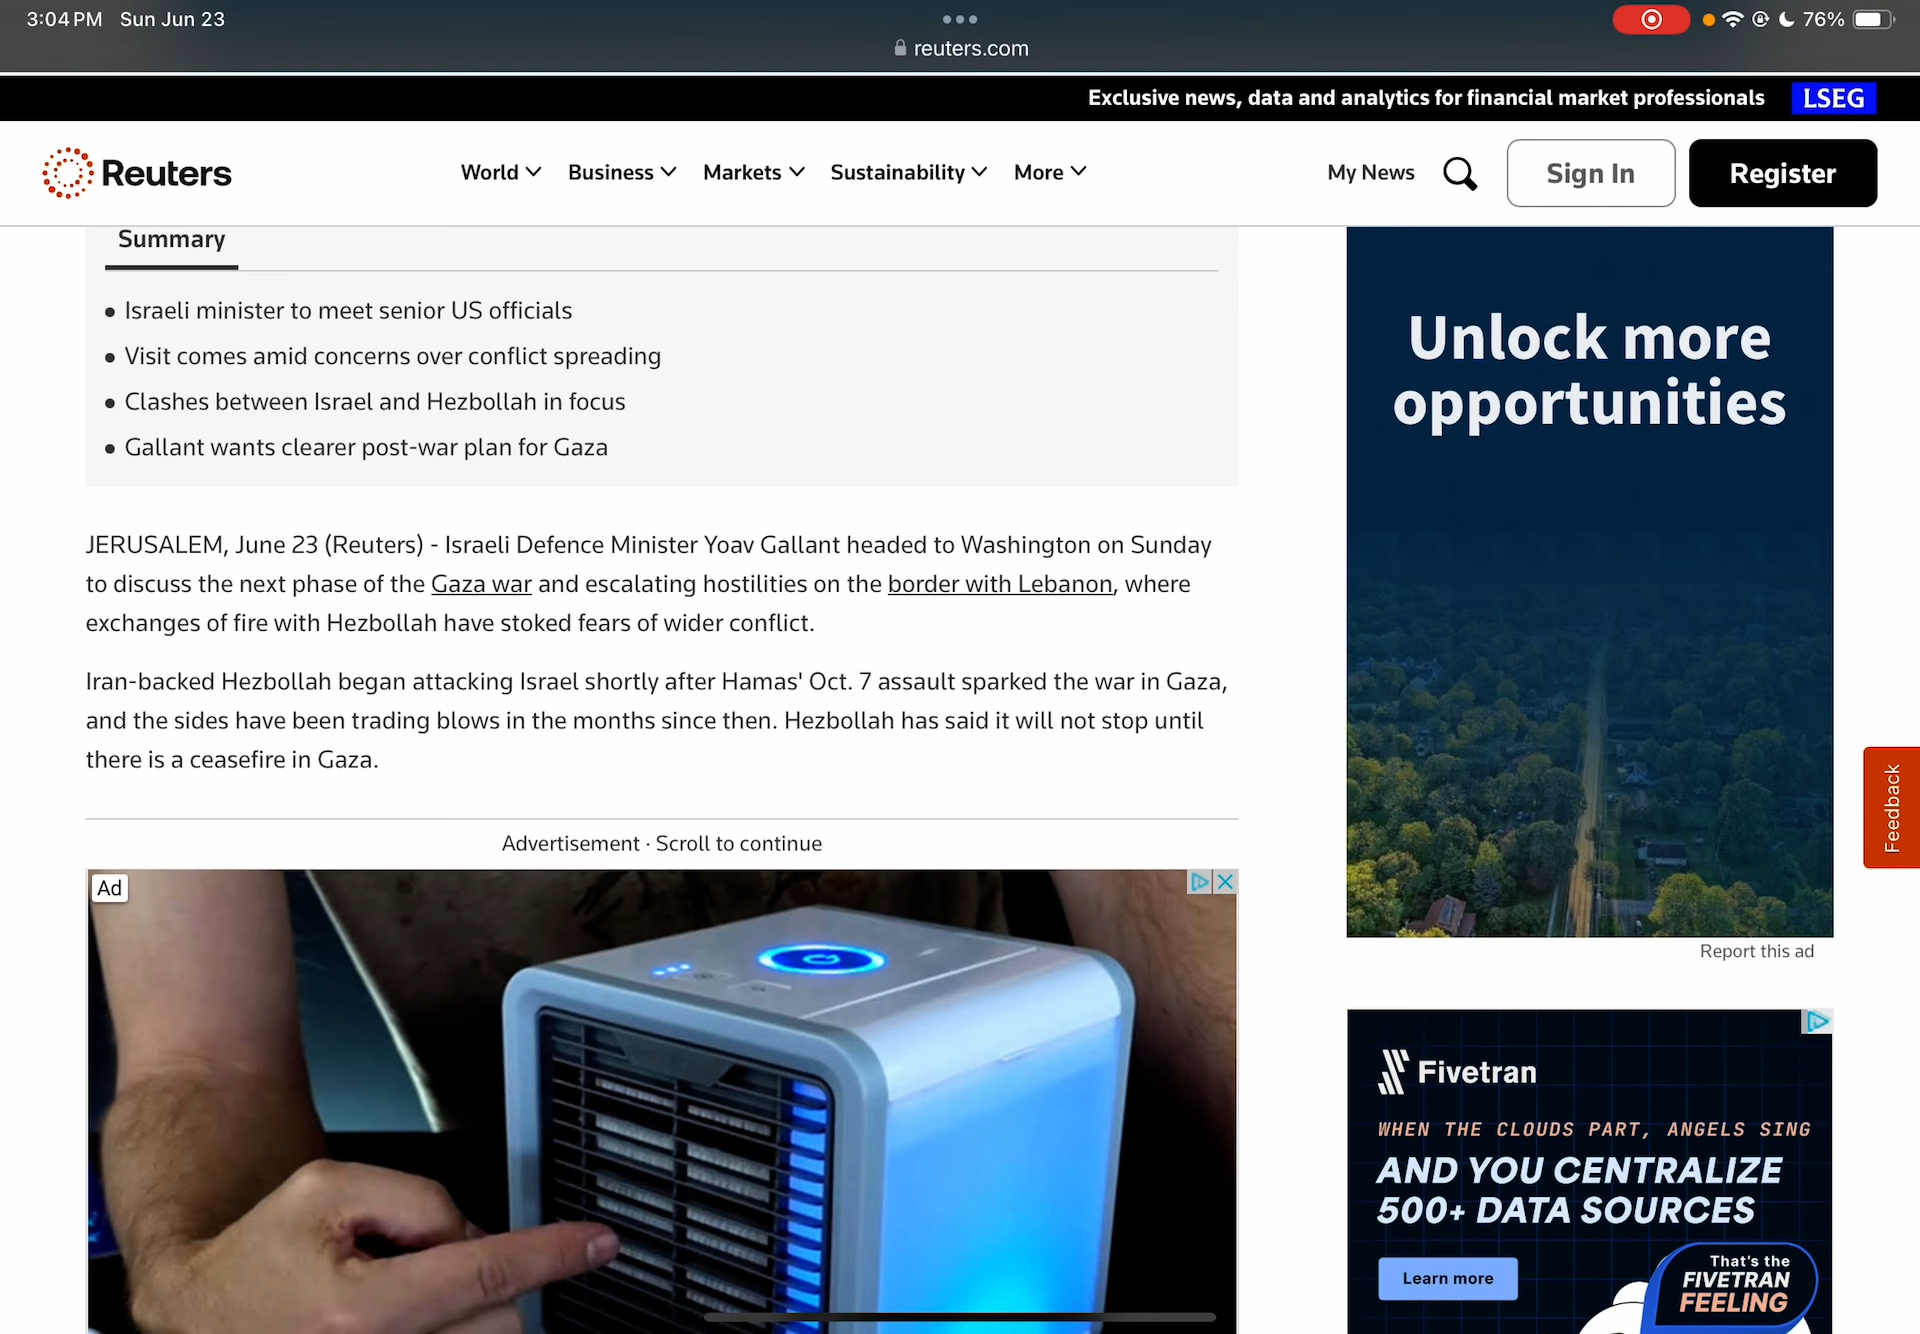 3:04 PM Sun Jun 23
76%
reuters.com
Exclusive news, data and analytics for financial market professionals LSEG
Reuters
World Business Markets Sustainability More
My News
Sign In
Register
Summary
Israeli minister to meet senior US officials
Visit comes amid concerns over conflict spreading
Clashes between Israel and Hezbollah in focus
Gallant wants clearer post-war plan for Gaza
JERUSALEM, June 23 (Reuters) - Israeli Defence Minister Yoav Gallant headed to Washington on Sunday
to discuss the next phase of the Gaza war and escalating hostilities on the border with Lebanon, where
exchanges of fire with Hezbollah have stoked fears of wider conflict.
Iran-backed Hezbollah began attacking Israel shortly after Hamas' Oct. 7 assault sparked the war in Gaza,
and the sides have been trading blows in the months since then. Hezbollah has said it will not stop until
there is a ceasefire in Gaza.
Advertisement · Scroll to continue
Ad
Unlock more
opportunities
Feedback
Report this ad
Fivetran
WHEN THE CLOUDS PART, ANGELS SING
AND YOU CENTRALIZE
500+ DATA SOURCES
Learn more
That's the
FIVETRAN
FEELING